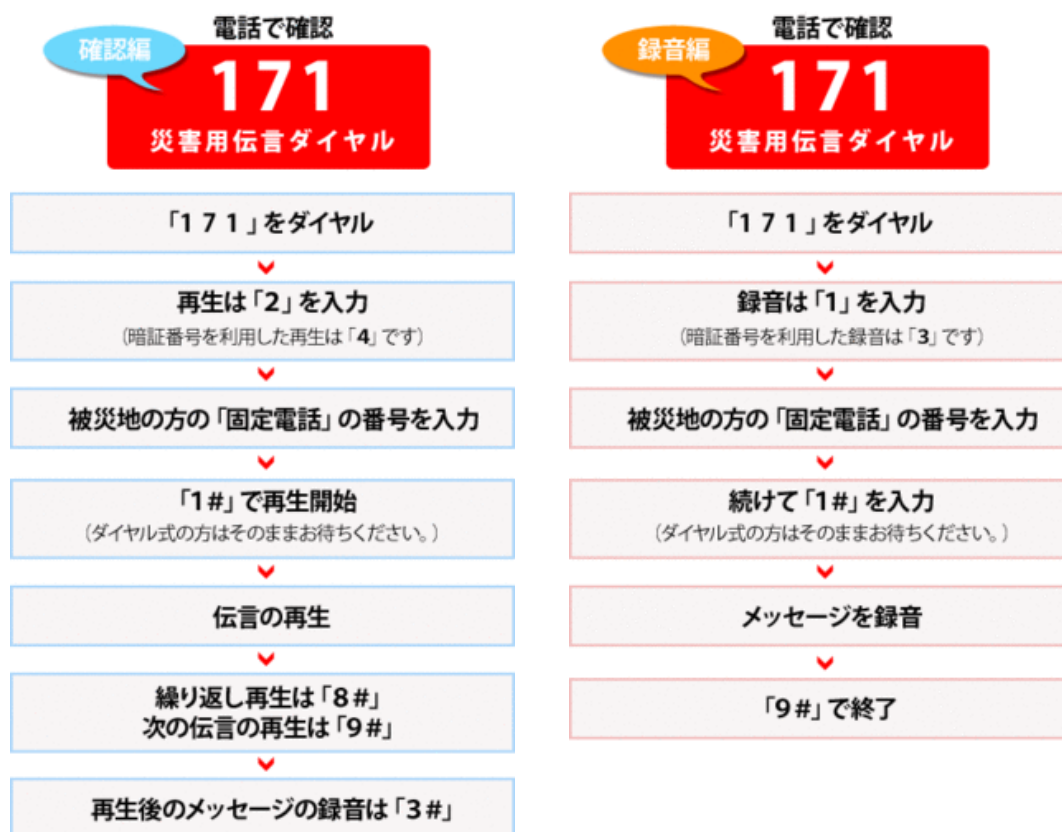 電話で確認
確認編
171
災害用伝言ダイヤル
「171」をダイヤル
再生は「2」を入力
(暗証番号を利用した再生は「4」です)
被災地の方の「固定電話」の番号を入力
「1#」で再生開始
(ダイヤル式の方はそのままお待ちください。)
伝言の再生
繰り返し再生は「8#」
次の伝言の再生は「9#」
再生後のメッセージの録音は「3#」
電話で確認
録音編
171
災害用伝言ダイヤル
「171」をダイヤル
録音は「1」を入力
(暗証番号を利用した録音は「3」です)
被災地の方の「固定電話」の番号を入力
続けて「1#」を入力
(ダイヤル式の方はそのままお待ちください。)
メッセージを録音
「9#」で終了